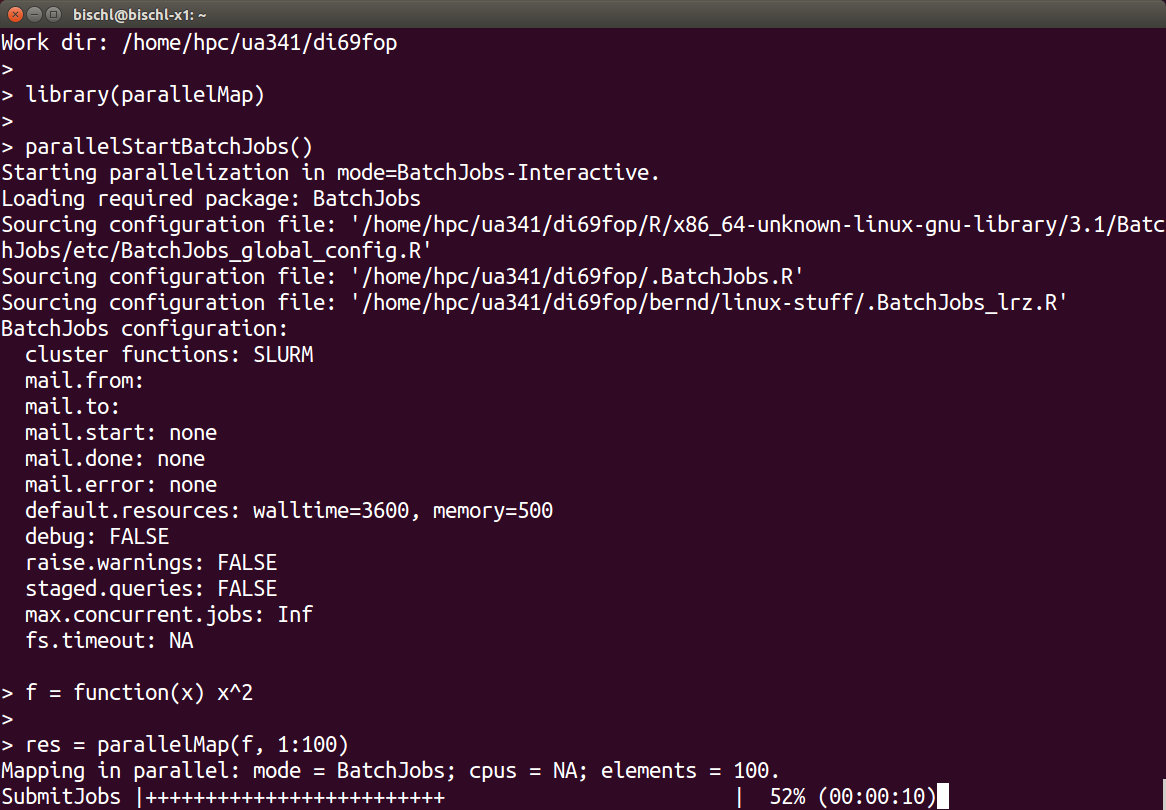 bischl@bischl-x1: ~
Work dir: /home/hpc/ua341/di69fop
>
> library(parallelMap)
>
> parallelStartBatchJobs()
Starting parallelization in mode=BatchJobs-Interactive.
Loading required package: BatchJobs
Sourcing configuration file: '/home/hpc/ua341/di69fop/R/x86_64-unknown-linux-gnu-library/3.1/Batc
hJobs/etc/BatchJobs_global_config.R'
Sourcing configuration file: '/home/hpc/ua341/di69fop/.BatchJobs.R'
Sourcing configuration file: '/home/hpc/ua341/di69fop/bernd/linux-stuff/.BatchJobs_lrz.R'
BatchJobs configuration:
  cluster functions: SLURM
  mail.from:
  mail.to:
  mail.start: none
  mail.done: none
  mail.error: none
  default.resources: walltime=3600, memory=500
  debug: FALSE
  raise.warnings: FALSE
  staged.queries: FALSE
  max.concurrent.jobs: Inf
  fs.timeout: NA

> f = function(x) x^2
>
> res = parallelMap(f, 1:100)
Mapping in parallel: mode = BatchJobs; cpus = NA; elements = 100.
SubmitJobs |+++++++++++++++++++++++++                        |  52% (00:00:10)